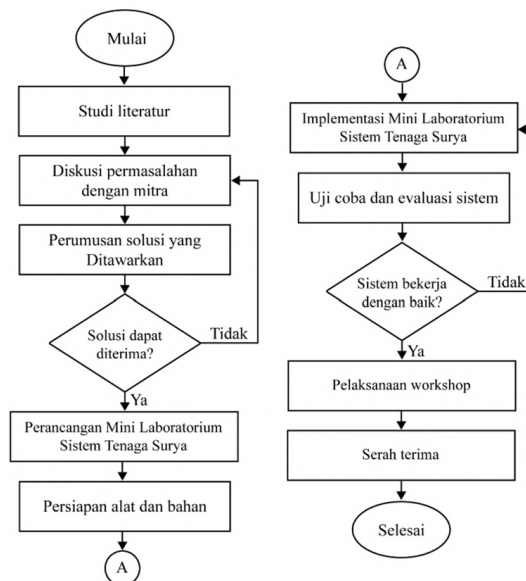 Mulai
Studi literatur
Diskusi permasalahan
dengan mitra
Perumusan solusi yang
Ditawarkan
Solusi dapat
diterima?
Tidak
Ya
Perancangan Mini Laboratorium
Sistem Tenaga Surya
Persiapan alat dan bahan
A
A
Implementasi Mini Laboratorium
Sistem Tenaga Surya
Uji coba dan evaluasi sistem
Sistem bekerja
dengan baik?
Tidak
Ya
Pelaksanaan workshop
Serah terima
Selesai